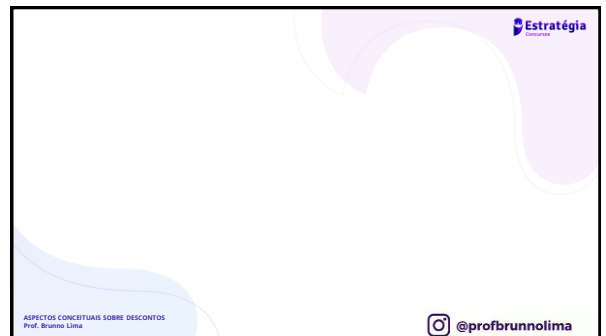 Estratégia
Concursos
ASPECTOS CONCEITUAIS SOBRE DESCONTOS
Prof. Brunno Lima
@profbrunnolima